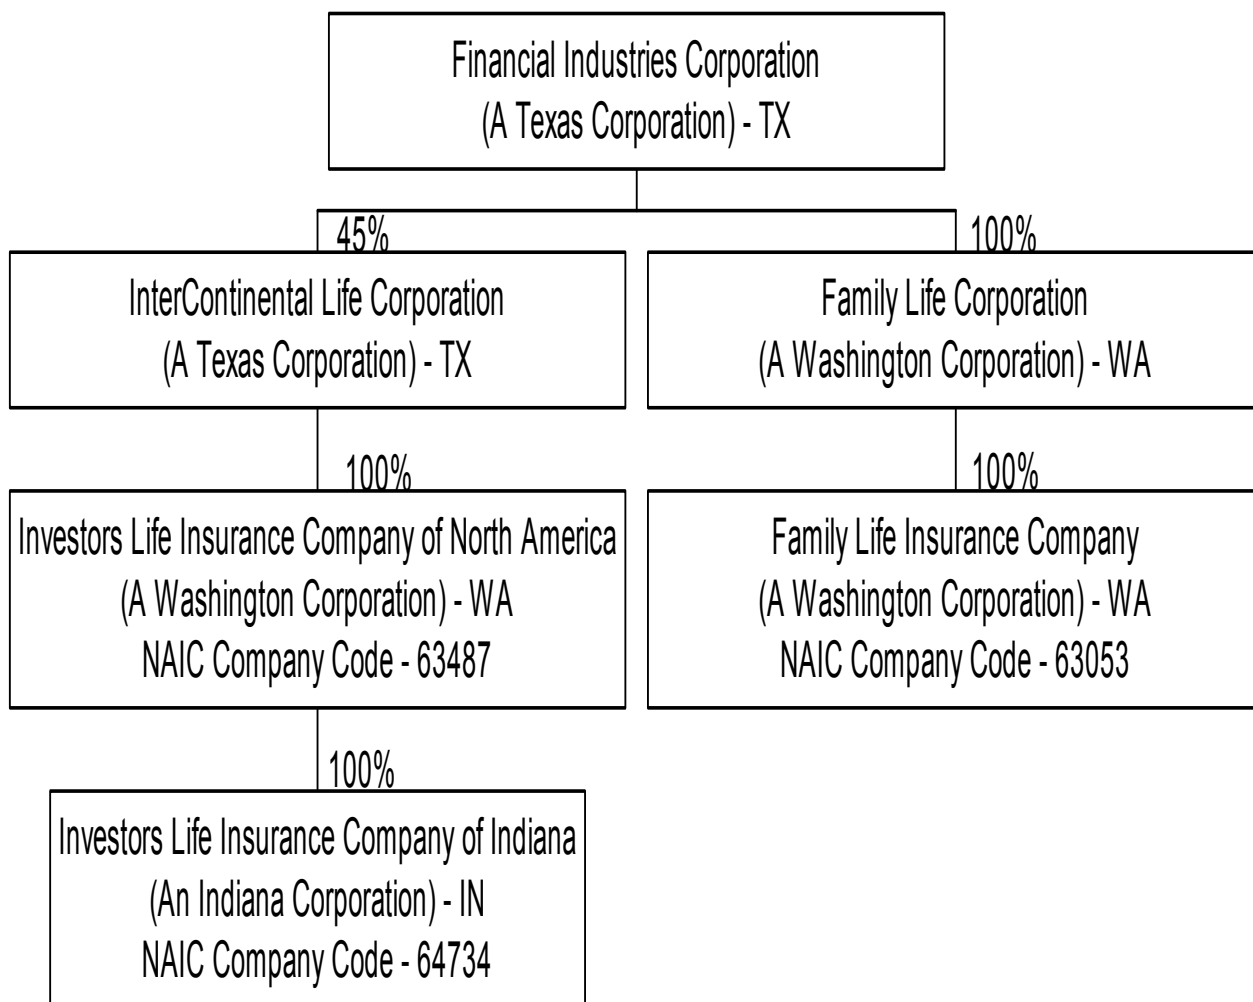 Financial Industries Corporation
(A Texas Corporation) - TX
45%
100%
InterContinental Life Corporation
(A Texas Corporation) - TX
Family Life Corporation
(A Washington Corporation) - WA
100%
100%
Investors Life Insurance Company of North America
(A Washington Corporation) - WA
NAIC Company Code - 63487
Family Life Insurance Company
(A Washington Corporation) - WA
NAIC Company Code - 63053
100%
Investors Life Insurance Company of Indiana
(An Indiana Corporation) - IN
NAIC Company Code - 64734